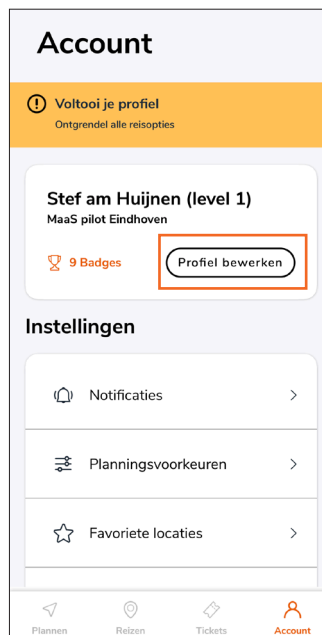 Account
Voltooi je profiel
Ontgrendel alle reisopties
Stef am Huijnen (level 1)
MaaS pilot Eindhoven
9 Badges
Profiel bewerken
Instellingen
Notificaties
Planningsvoorkeuren
Favoriete locaties
Plannen Reizen Tickets Account